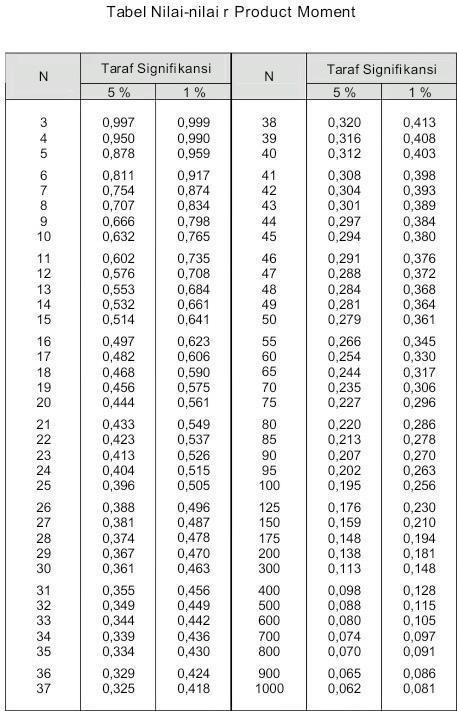 Tabel Nilai-nilai r Product Moment
N Taraf Signifikansi N Taraf Signifikansi
5 % 1 % 5 % 1 %
3 0,997 0,999 38 0,320 0,413
4 0,950 0,990 39 0,316 0,408
5 0,878 0,959 40 0,312 0,403
6 0,811 0,917 41 0,308 0,398
7 0,754 0,874 42 0,304 0,393
8 0,707 0,834 43 0,301 0,389
9 0,666 0,798 44 0,297 0,384
10 0,632 0,765 45 0,294 0,380
11 0,602 0,735 46 0,291 0,376
12 0,576 0,708 47 0,288 0,372
13 0,553 0,684 48 0,284 0,368
14 0,532 0,661 49 0,281 0,364
15 0,514 0,641 50 0,279 0,361
16 0,497 0,623 55 0,266 0,345
17 0,482 0,606 60 0,254 0,330
18 0,468 0,590 65 0,244 0,317
19 0,456 0,575 70 0,235 0,306
20 0,444 0,561 75 0,227 0,296
21 0,433 0,549 80 0,220 0,286
22 0,423 0,537 85 0,213 0,278
23 0,413 0,526 90 0,207 0,270
24 0,404 0,515 95 0,202 0,263
25 0,396 0,505 100 0,195 0,256
26 0,388 0,496 125 0,176 0,230
27 0,381 0,487 150 0,159 0,210
28 0,374 0,478 175 0,148 0,194
29 0,367 0,470 200 0,138 0,181
30 0,361 0,463 300 0,113 0,148
31 0,355 0,456 400 0,098 0,128
32 0,349 0,449 500 0,088 0,115
33 0,344 0,442 600 0,080 0,105
34 0,339 0,436 700 0,074 0,097
35 0,334 0,430 800 0,070 0,091
36 0,329 0,424 900 0,065 0,086
37 0,325 0,418 1000 0,062 0,081